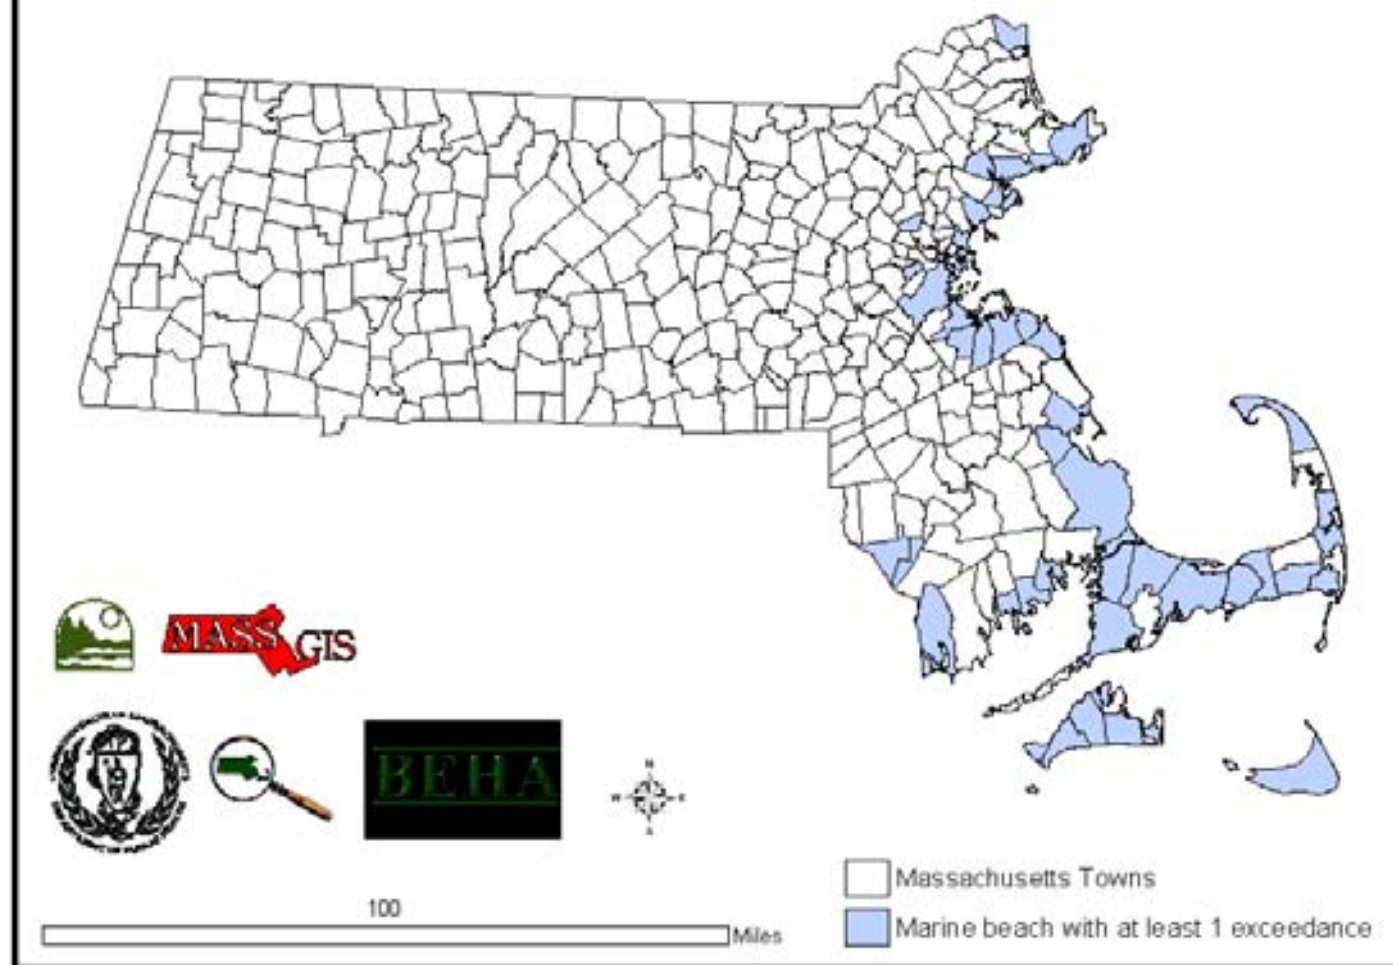 MASS GIS
BEHA
N
W E
100
Miles
Massachusetts Towns
Marine beach with at least 1 exceedance